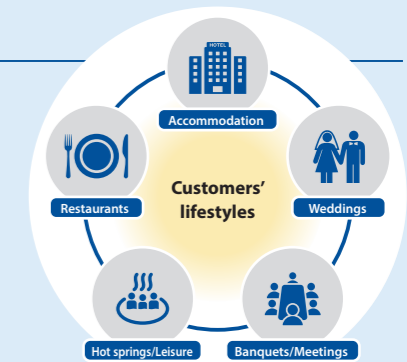 HOTEL
Accommodation
Customers'
lifestyles
Restaurants
Weddings
Hot springs/Leisure
Banquets/Meetings